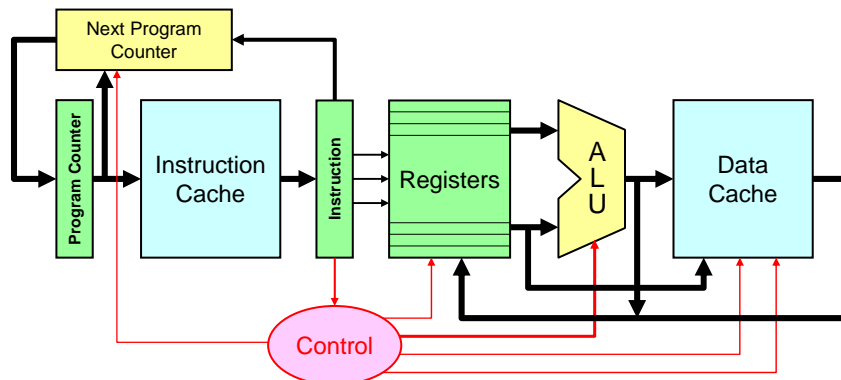 Next Program
Counter
Program Counter
Instruction
Cache
Instruction
Registers
A
L
U
Data
Cache
Control